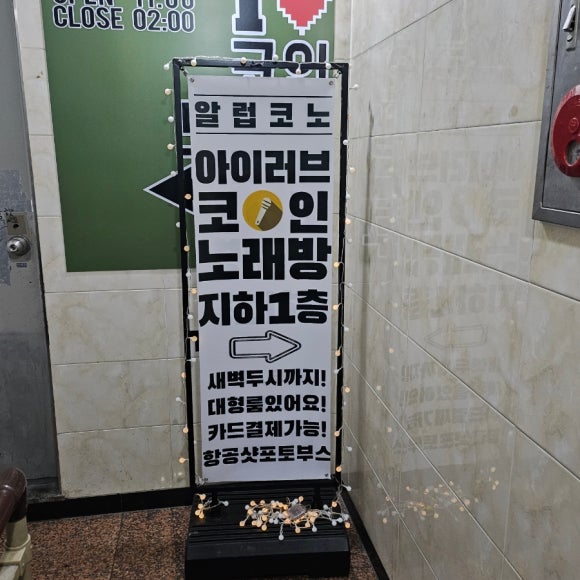 OPEN 11:00
CLOSE 02:00
I
알럽코노
아이러브
코인
노래방
지하1층
새벽두시까지!
대형룸있어요!
카드결제가능!
항공샷포토부스